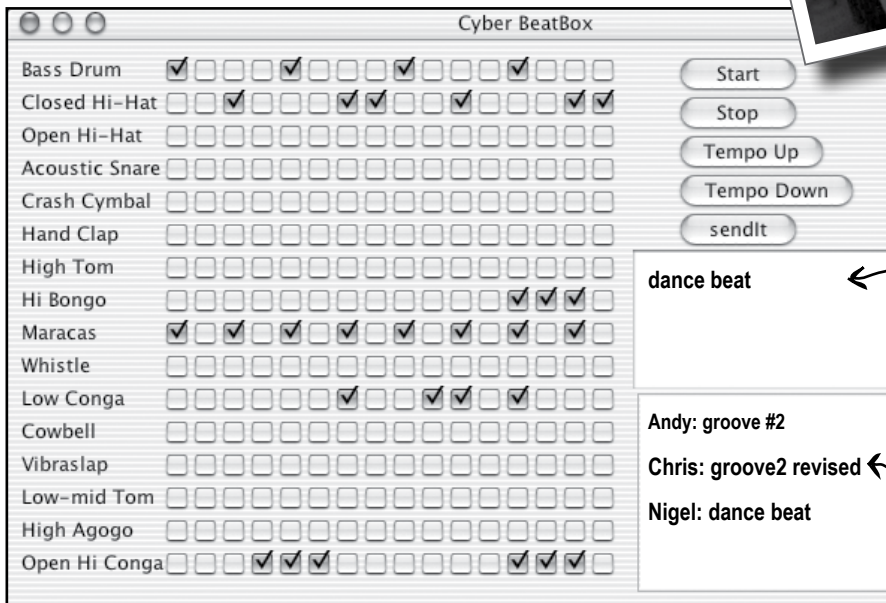 Cyber BeatBox
Bass Drum
Closed Hi-Hat
Open Hi-Hat
Acoustic Snare
Crash Cymbal
Hand Clap
High Tom
Hi Bongo
Maracas
Whistle
Low Conga
Cowbell
Vibraslap
Low-mid Tom
High Agogo
Open Hi Conga
Start
Stop
Tempo Up
Tempo Down
sendIt
dance beat
Andy: groove #2
Chris: groove2 revised
Nigel: dance beat